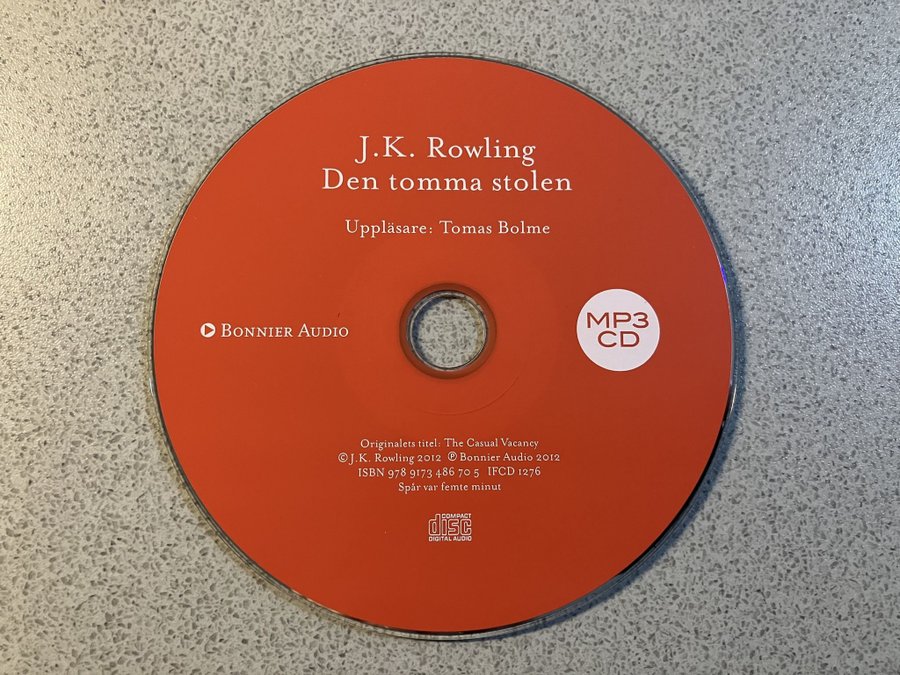 J.K. Rowling
Den tomma stolen
Uppläsare: Tomas Bolme
BONNIER AUDIO
MP3
CD
Originalets titel: The Casual Vacancy
© J.K. Rowling 2012 ℗ Bonnier Audio 2012
ISBN 978 9173 486 70 5 IFCD 1276
Spår var femte minut
COMPACT
disc
DIGITAL AUDIO